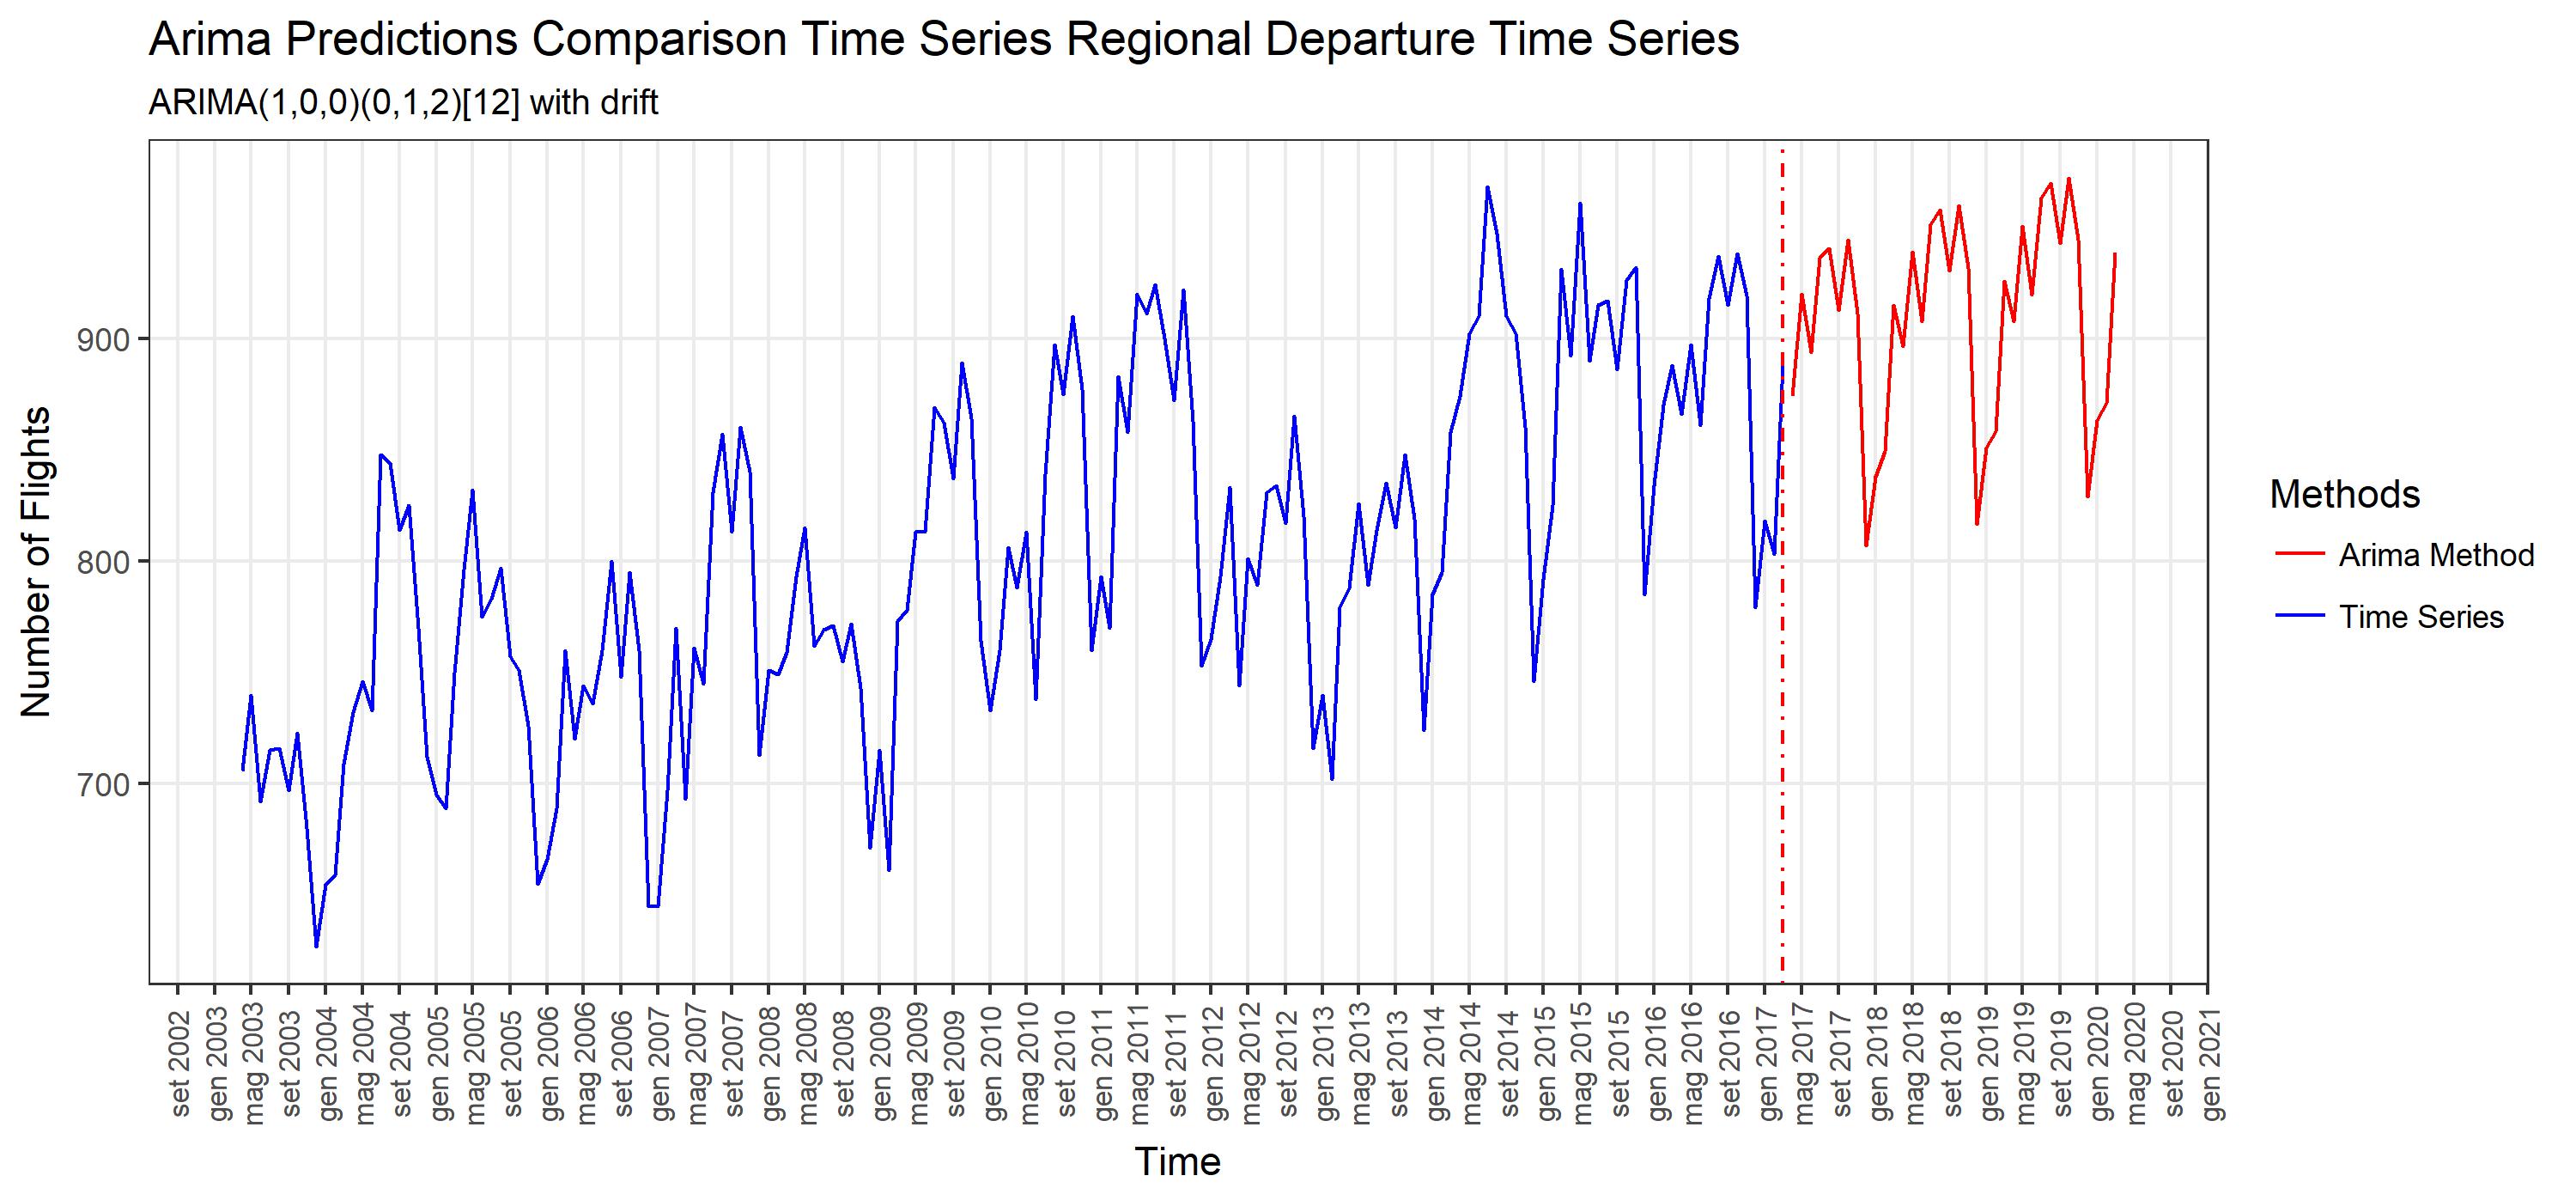 Arima Predictions Comparison Time Series Regional Departure Time Series
ARIMA(1,0,0)(0,1,2)[12] with drift
Number of Flights
900
800
700
set 2002
gen 2003
mag 2003
set 2003
gen 2004
mag 2004
set 2004
gen 2005
mag 2005
set 2005
gen 2006
mag 2006
set 2006
gen 2007
mag 2007
set 2007
gen 2008
mag 2008
set 2008
gen 2009
mag 2009
set 2009
gen 2010
mag 2010
set 2010
gen 2011
mag 2011
set 2011
gen 2012
mag 2012
set 2012
gen 2013
mag 2013
set 2013
gen 2014
mag 2014
set 2014
gen 2015
mag 2015
set 2015
gen 2016
mag 2016
set 2016
gen 2017
mag 2017
set 2017
gen 2018
mag 2018
set 2018
gen 2019
mag 2019
set 2019
gen 2020
mag 2020
set 2020
gen 2021
Time
Methods
Arima Method
Time Series